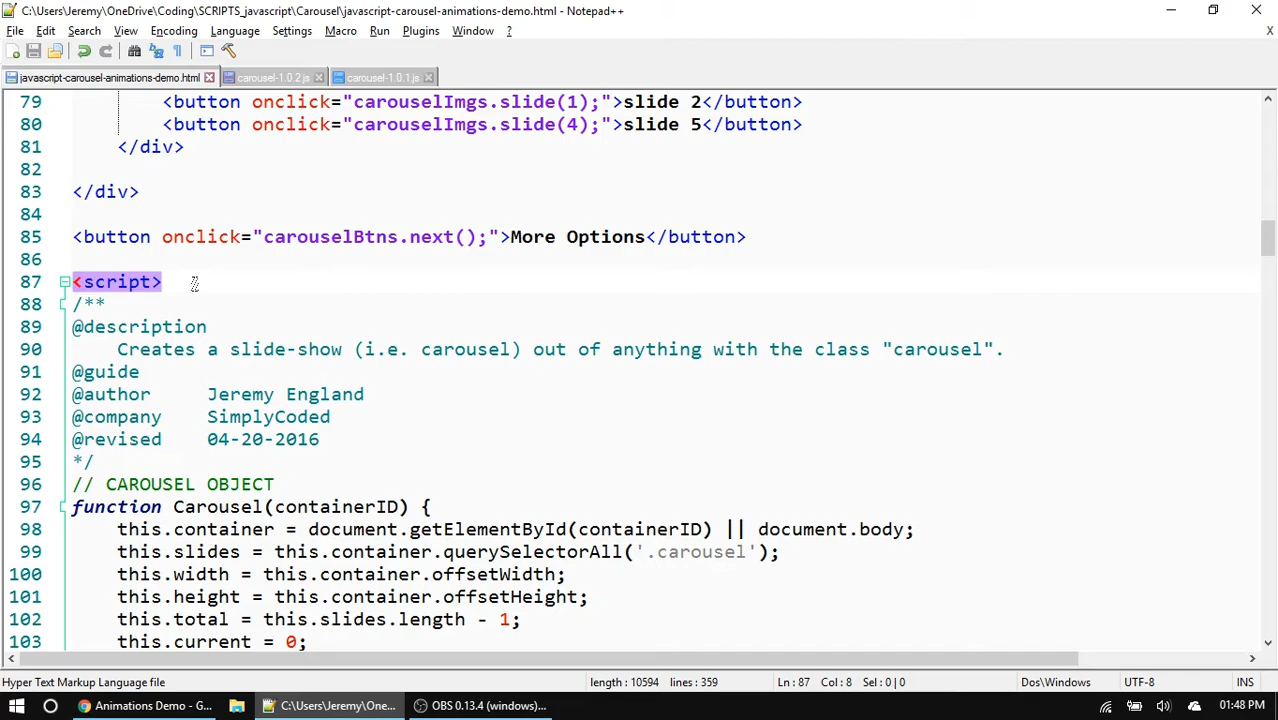 C:\Users\Jeremy\OneDrive\Coding\SCRIPTS_javascript\Carousel\javascript-carousel-animations-demo.html - Notepad++
File Edit Search View Encoding Language Settings Macro Run Plugins Window ? X
javascript-carousel-animations-demo.html carousel-1.0.2.js carousel-1.0.1.js
79 <button onclick="carouselImgs.slide(1);">slide 2</button>
80 <button onclick="carouselImgs.slide(4);">slide 5</button>
81 </div>
82
83 </div>
84
85 <button onclick="carouselBtns.next();">More Options</button>
86
87 <script>
88 /**
89 @description
90 Creates a slide-show (i.e. carousel) out of anything with the class "carousel".
91 @guide
92 @author Jeremy England
93 @company SimplyCoded
94 @revised 04-20-2016
95 */
96 // CAROUSEL OBJECT
97 function Carousel(containerID) {
98 this.container = document.getElementById(containerID) || document.body;
99 this.slides = this.container.querySelectorAll('.carousel');
100 this.width = this.container.offsetWidth;
101 this.height = this.container.offsetHeight;
102 this.total = this.slides.length - 1;
103 this.current = 0;
Hyper Text Markup Language file length : 10594 lines : 359 Ln : 87 Col : 8 Sel : 0 | 0 Dos\Windows UTF-8 INS
Animations Demo - G... C:\Users\Jeremy\One... OBS 0.13.4 (windows)... 01:48 PM